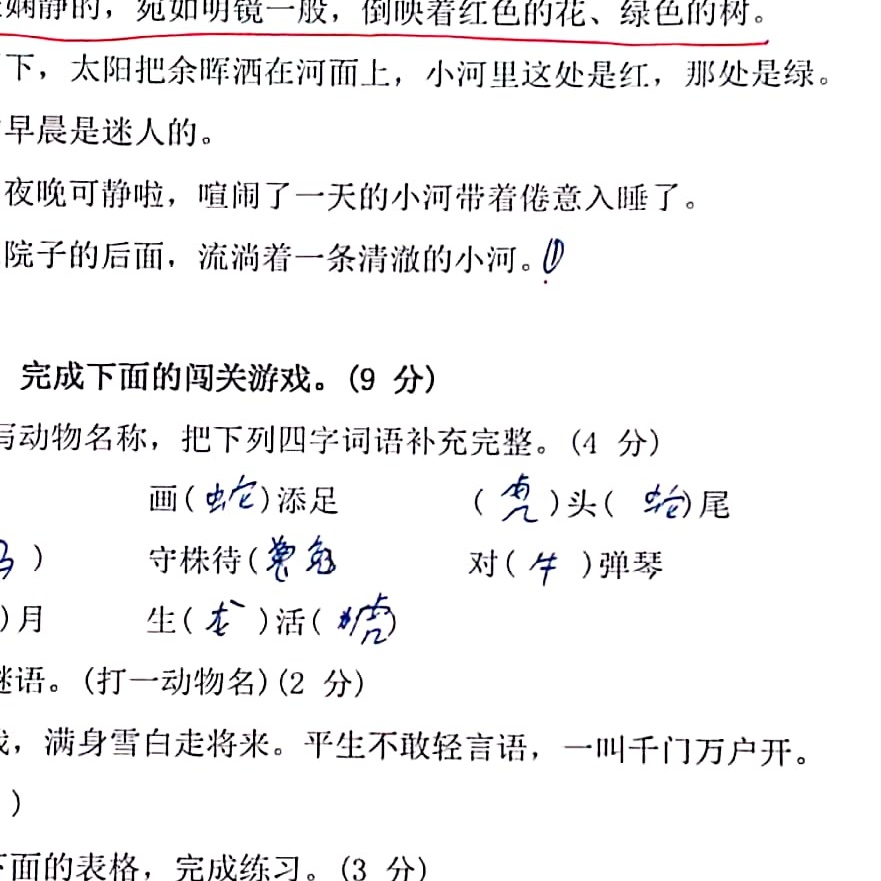 娴静的，宛如明镜一般，倒映着红色的花、绿色的树。
下，太阳把余晖洒在河面上，小河里这处是红，那处是绿。
早晨是迷人的。
夜晚可静啦，喧闹了一天的小河带着倦意入睡了。
院子的后面，流淌着一条清澈的小河。①
完成下面的闯关游戏。(9 分)
写动物名称，把下列四字词语补充完整。(4 分)
画(蛇)添足 (虎)头(蛇)尾
马) 守株待(兔 对(牛)弹琴
)月 生(龙)活(虎)
谜语。(打一动物名)(2 分)
，满身雪白走将来。平生不敢轻言语，一叫千门万户开。
)
下面的表格，完成练习。(3 分)